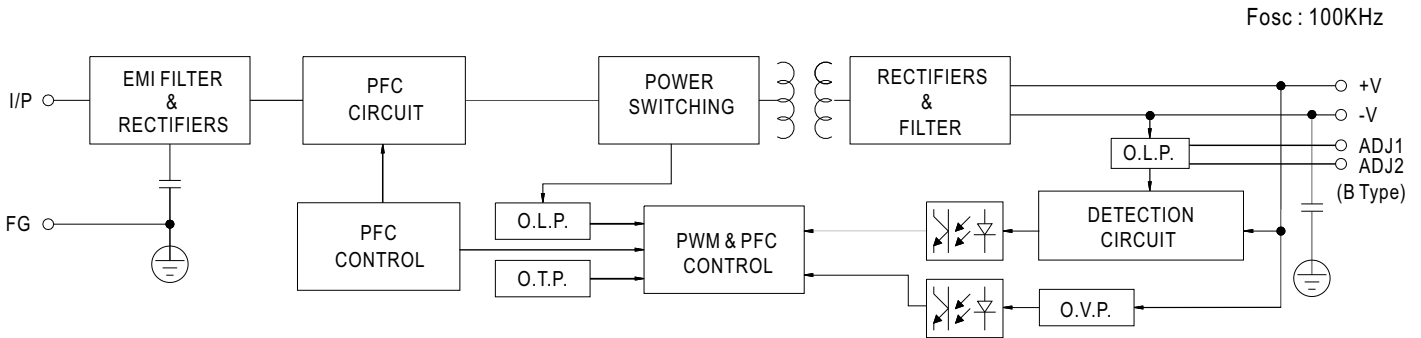 Fosc : 100KHz
I/P
EMI FILTER
&
RECTIFIERS
PFC
CIRCUIT
POWER
SWITCHING
RECTIFIERS
&
FILTER
+V
-V
O.L.P.
ADJ1
ADJ2
(B Type)
FG
PFC
CONTROL
O.L.P.
O.T.P.
PWM & PFC
CONTROL
DETECTION
CIRCUIT
O.V.P.